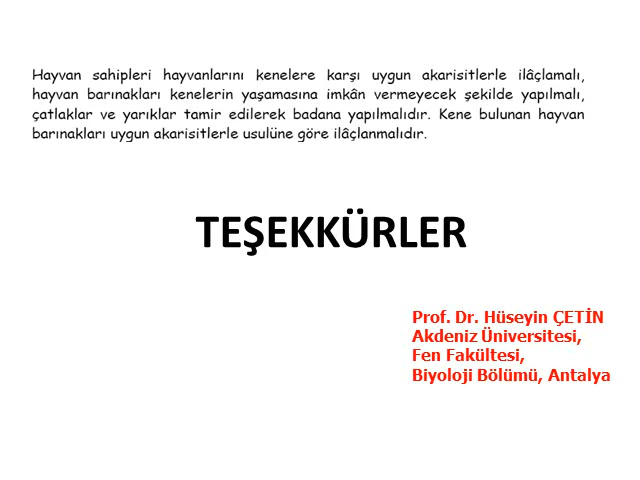 Hayvan sahipleri hayvanlarını kenelere karşı uygun akarisitlerle ilâçlamalı,
hayvan barınakları kenelerin yaşamasına imkân vermeyecek şekilde yapılmalı,
çatlaklar ve yarıklar tamir edilerek badana yapılmalıdır. Kene bulunan hayvan
barınakları uygun akarisitlerle usulüne göre ilâçlanmalıdır.
TEŞEKKÜRLER
Prof. Dr. Hüseyin ÇETİN
Akdeniz Üniversitesi,
Fen Fakültesi,
Biyoloji Bölümü, Antalya